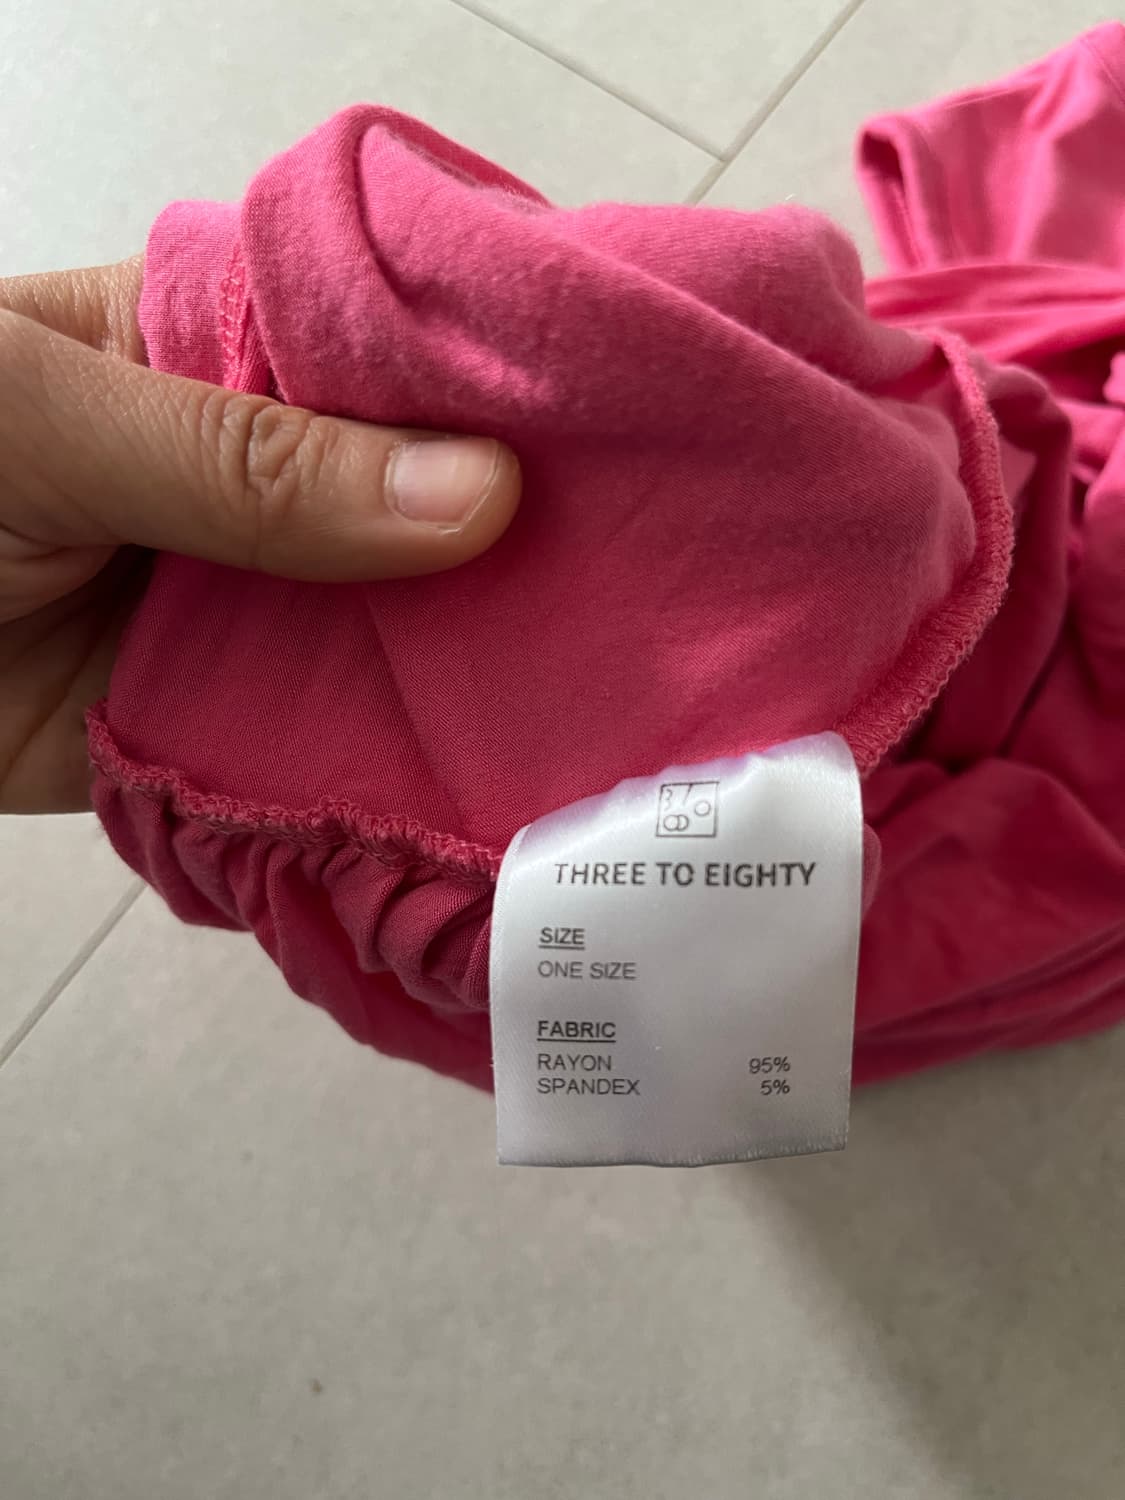 THREE TO EIGHTY
SIZE
ONE SIZE
FABRIC
RAYON 95%
SPANDEX 5%